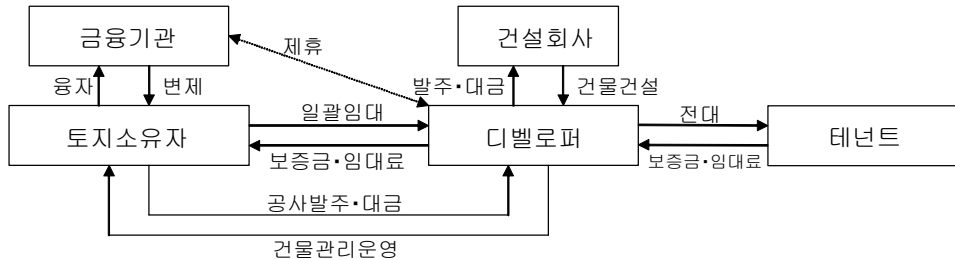 금융기관
건설회사
제휴
융자
변제
발주·대금
건물건설
토지소유자
일괄임대
보증금·임대료
디벨로퍼
전대
보증금·임대료
테넌트
공사발주·대금
건물관리운영